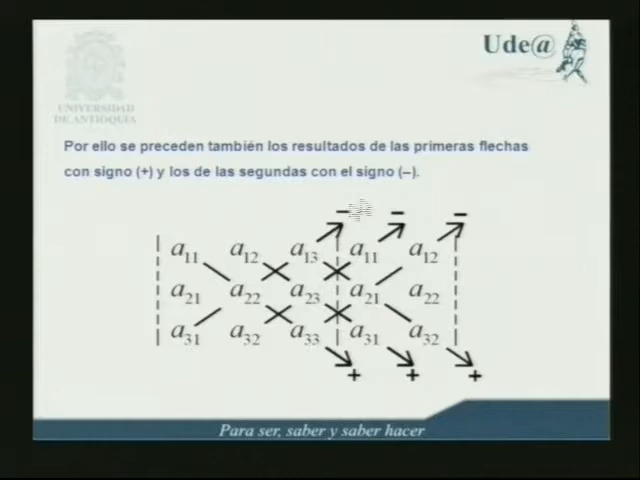 Ude@
UNIVERSIDAD
DE ANTIOQUIA
Por ello se preceden también los resultados de las primeras flechas
con signo (+) y los de las segundas con el signo (–).
– – –
a11 a12 a13 a11 a12
a21 a22 a23 a21 a22
a31 a32 a33 a31 a32
+ + +
Para ser, saber y saber hacer